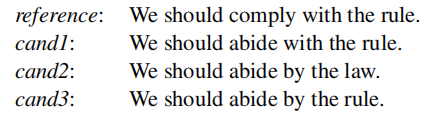 reference: We should comply with the rule.
cand1: We should abide with the rule.
cand2: We should abide by the law.
cand3: We should abide by the rule.